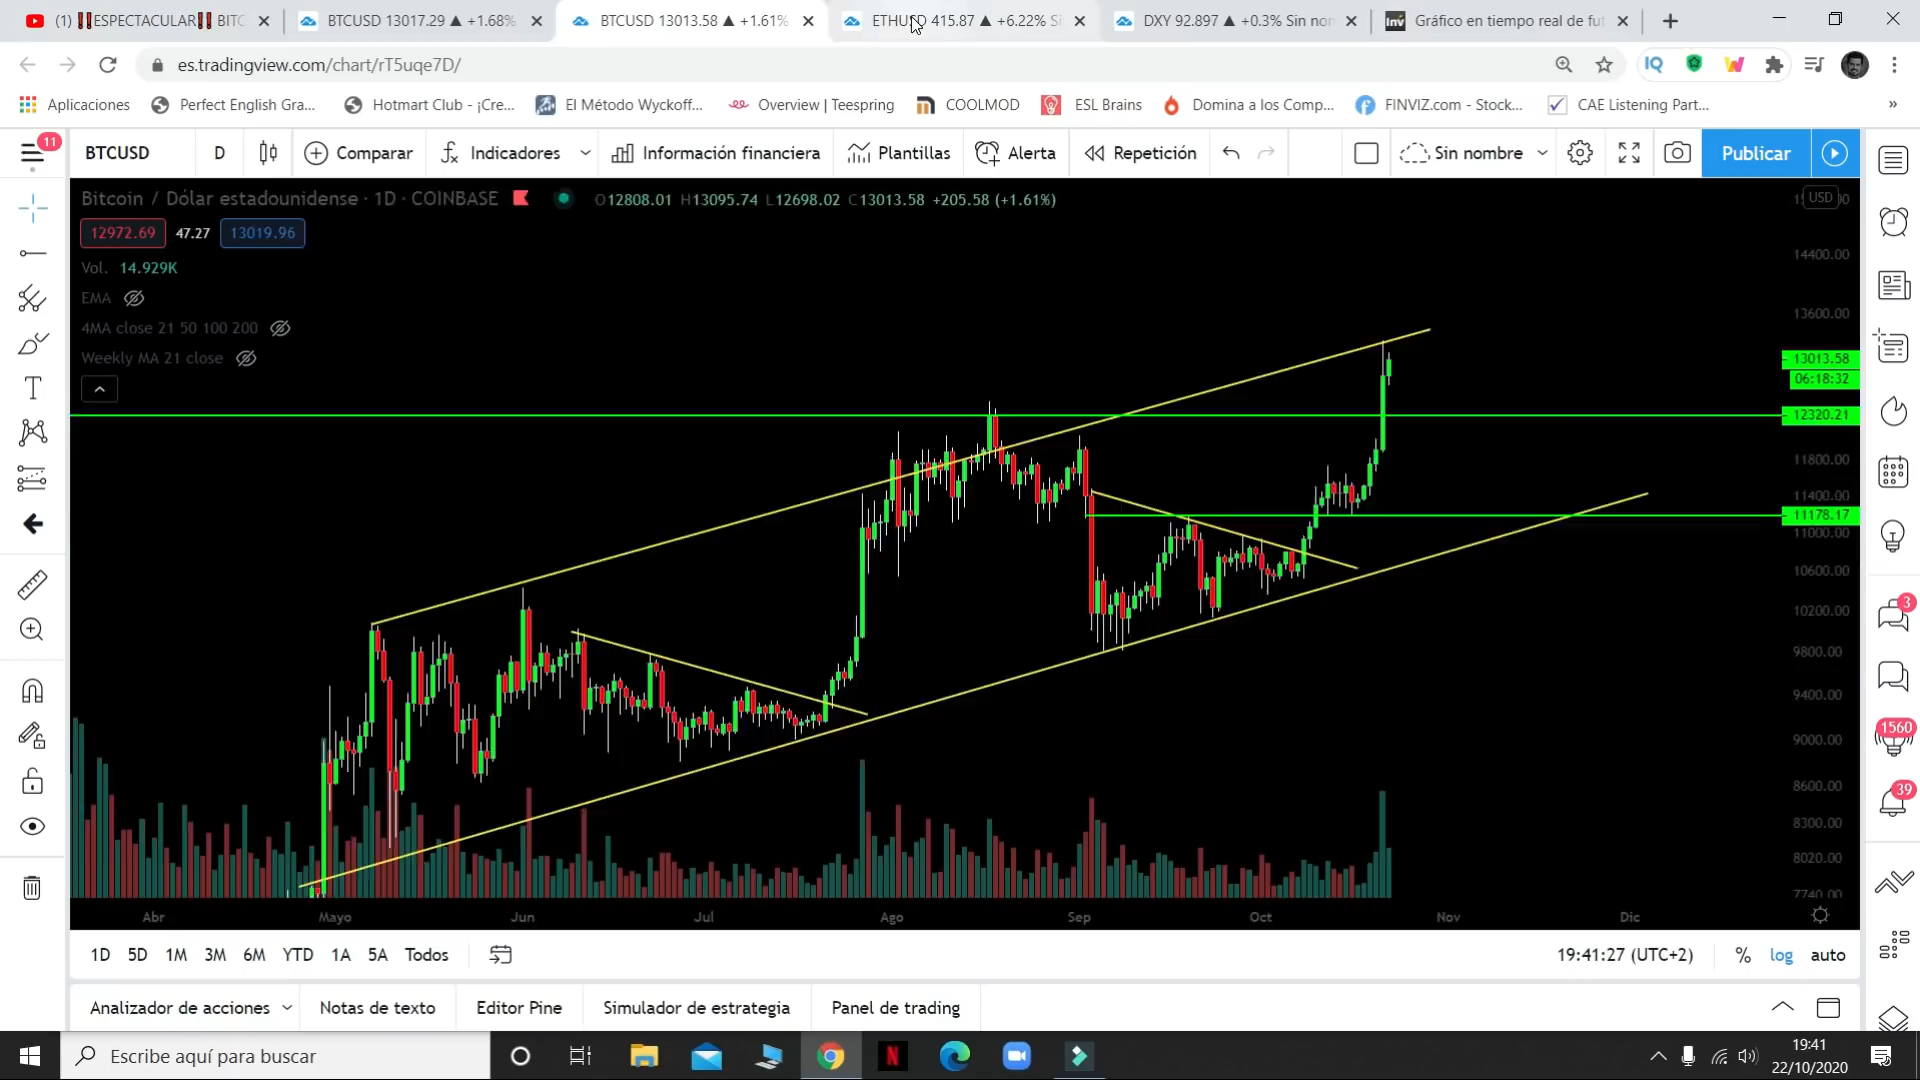 (1) ‼️ESPECTACULAR‼️ BITC
BTCUSD 13017.29 ▲ +1.68%
BTCUSD 13013.58 ▲ +1.61%
ETHUSD 415.87 ▲ +6.22% Si
DXY 92.897 ▲ +0.3% Sin nom
Inv Gráfico en tiempo real de fut
es.tradingview.com/chart/rT5uqe7D/
IQ
Aplicaciones
Perfect English Gra...
Hotmart Club - ¡Cre...
El Método Wyckoff...
Overview | Teespring
COOLMOD
ESL Brains
Domina a los Comp...
FINVIZ.com - Stock...
CAE Listening Part...
»
11
BTCUSD
D
Comparar
Indicadores
Información financiera
Plantillas
Alerta
Repetición
Sin nombre
Publicar
Bitcoin / Dólar estadounidense · 1D · COINBASE
O12808.01 H13095.74 L12698.02 C13013.58 +205.58 (+1.61%)
USD
12972.69 47.27 13019.96
Vol. 14.929K
EMA
4MA close 21 50 100 200
Weekly MA 21 close
14400.00
13600.00
13013.58
06:18:32
12320.21
11800.00
11400.00
11178.17
11000.00
10600.00
10200.00
9800.00
9400.00
9000.00
8600.00
8300.00
8020.00
7740.00
Abr
Mayo
Jun
Jul
Ago
Sep
Oct
Nov
Dic
3
1560
39
1D 5D 1M 3M 6M YTD 1A 5A Todos
19:41:27 (UTC+2)
% log auto
Analizador de acciones
Notas de texto
Editor Pine
Simulador de estrategia
Panel de trading
Escribe aquí para buscar
N
19:41
22/10/2020